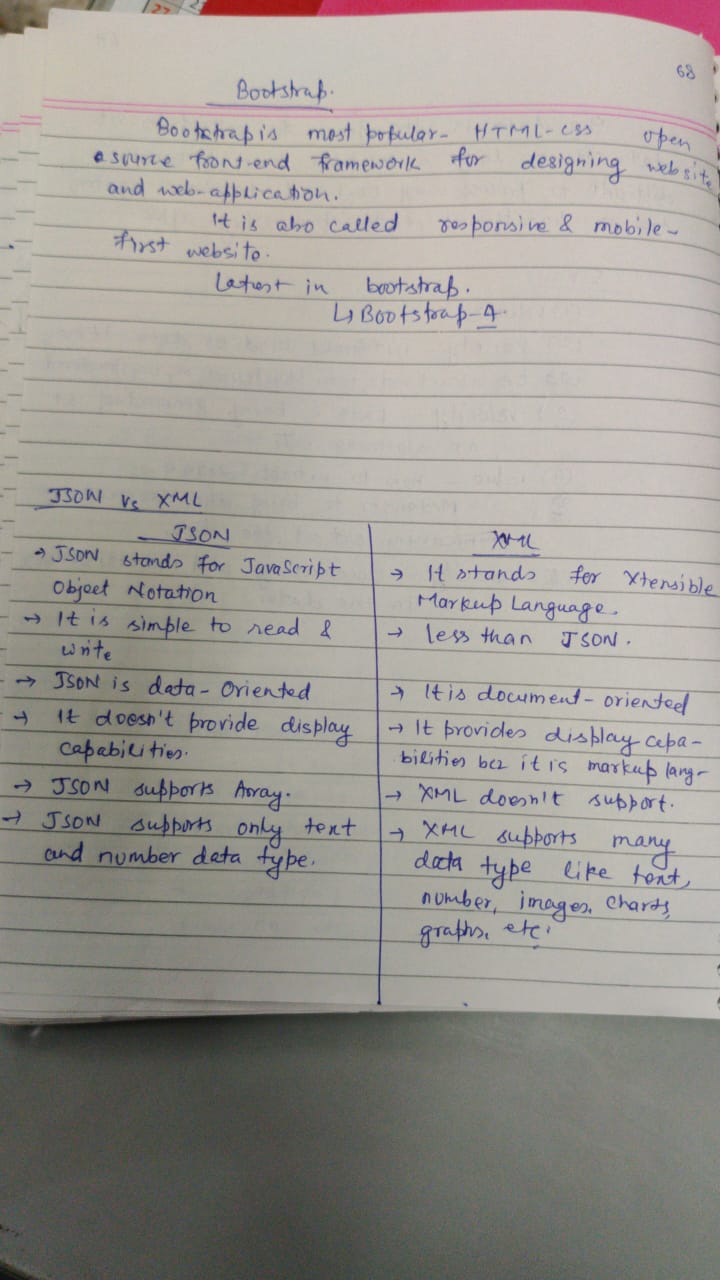 68
Bootstrap.
Bootstrap is most popular- HTML-CSS open
source front-end framework for designing website
and web-application.
It is also called responsive & mobile-
first website.
Latest in bootstrap.
↳ Bootstrap-4
JSON Vs XML
JSON
→ JSON stands for JavaScript
Object Notation
→ It is simple to read &
write
→ JSON is data-Oriented
→ It doesn't provide display
capabilities.
→ JSON supports Array.
→ JSON supports only text
and number data type.
XML
→ It stands for Xtensible
Markup Language.
→ less than JSON.
→ It is document-oriented
→ It provides display capa-
bilities bcz it is markup lang-
→ XML doesn't support.
→ XML supports many
data type like text,
number, images, charts,
graphs, etc.